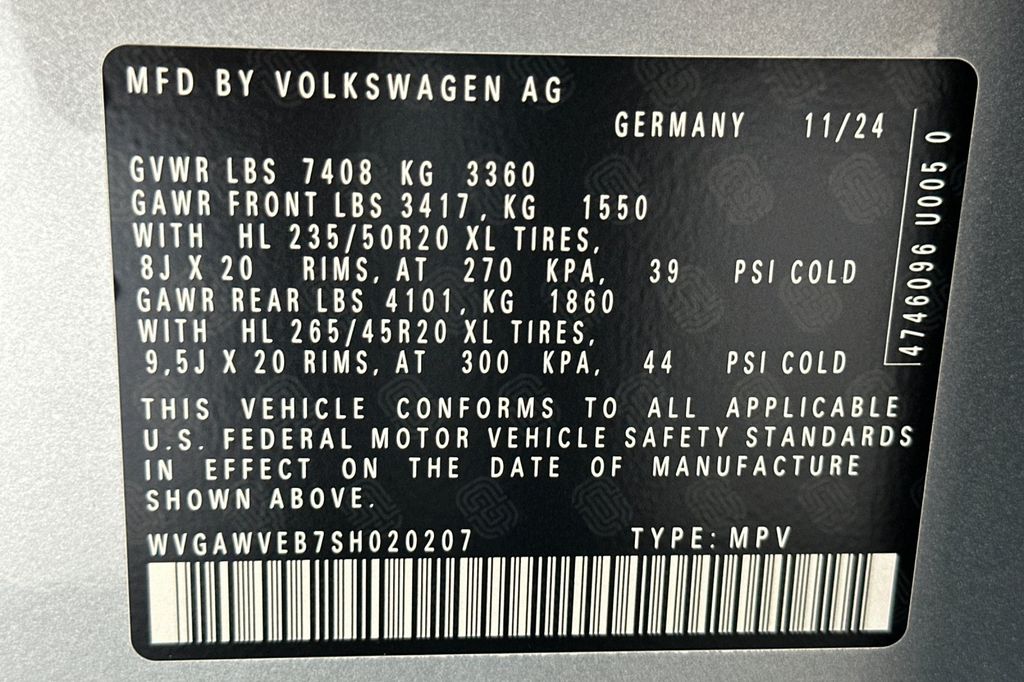 MFD BY VOLKSWAGEN AG
GERMANY 11/24
GVWR LBS 7408 KG 3360
GAWR FRONT LBS 3417, KG 1550
WITH HL 235/50R20 XL TIRES,
8J X 20 RIMS, AT 270 KPA, 39 PSI COLD
GAWR REAR LBS 4101, KG 1860
WITH HL 265/45R20 XL TIRES,
9,5J X 20 RIMS, AT 300 KPA, 44 PSI COLD
THIS VEHICLE CONFORMS TO ALL APPLICABLE
U.S. FEDERAL MOTOR VEHICLE SAFETY STANDARDS
IN EFFECT ON THE DATE OF MANUFACTURE
SHOWN ABOVE.
WVGAWVEB7SH020207 TYPE: MPV
4746096 U005 0